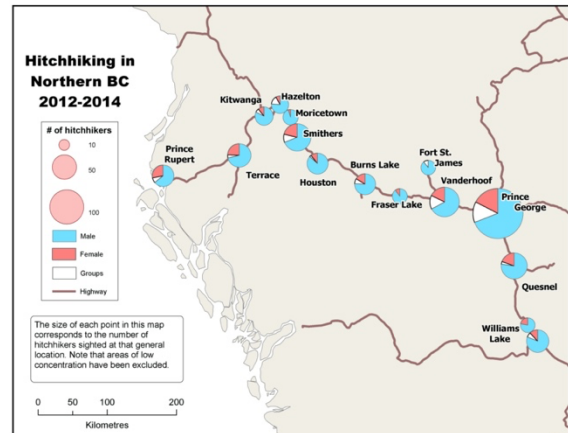 Hitchhiking in
Northern BC
2012-2014
# of hitchhikers
10
50
100
Male
Female
Groups
Highway
The size of each point in this map
corresponds to the number of
hitchhikers sighted at that general
location. Note that areas of low
concentration have been excluded.
0 50 100 200
Kilometres
Kitwanga
Hazelton
Moricetown
Smithers
Prince
Rupert
Terrace
Houston
Burns Lake
Fraser Lake
Fort St.
James
Vanderhoof
Prince
George
Quesnel
Williams
Lake